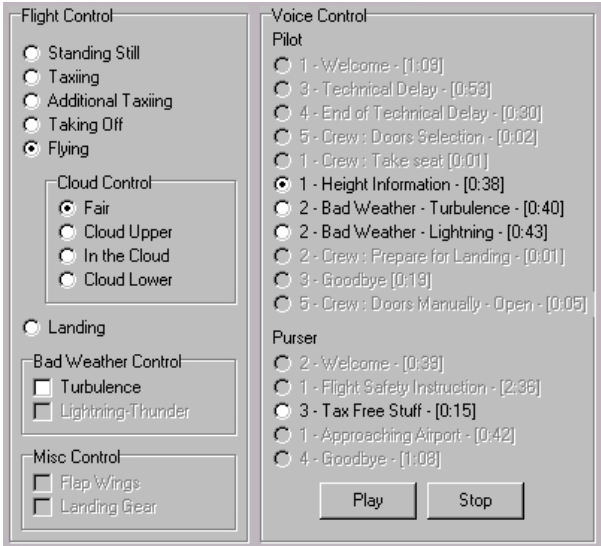 Flight Control
Standing Still
Taxiing
Additional Taxiing
Taking Off
Flying
Cloud Control
Fair
Cloud Upper
In the Cloud
Cloud Lower
Landing
Bad Weather Control
Turbulence
Lightning-Thunder
Misc Control
Flap Wings
Landing Gear
Voice Control
Pilot
1 - Welcome - [1:09]
3 - Technical Delay - [0:53]
4 - End of Technical Delay - [0:30]
5 - Crew : Doors Selection - [0:02]
1 - Crew : Take seat [0:01]
1 - Height Information - [0:38]
2 - Bad Weather - Turbulence - [0:40]
2 - Bad Weather - Lightning - [0:43]
2 - Crew : Prepare for Landing - [0:01]
3 - Goodbye [0:19]
5 - Crew : Doors Manually - Open - [0:05]
Purser
2 - Welcome - [0:39]
1 - Flight Safety Instruction - [2:36]
3 - Tax Free Stuff - [0:15]
1 - Approaching Airport - [0:42]
4 - Goodbye - [1:08]
Play Stop